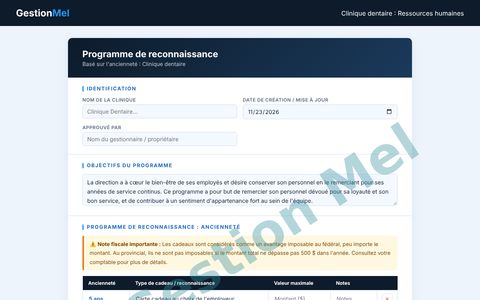 GestionMel
Clinique dentaire : Ressources humaines
Programme de reconnaissance
Basé sur l'ancienneté : Clinique dentaire
IDENTIFICATION
NOM DE LA CLINIQUE
DATE DE CRÉATION / MISE À JOUR
Clinique Dentaire...
11/23/2026
APPROUVÉ PAR
Nom du gestionnaire / propriétaire
OBJECTIFS DU PROGRAMME
La direction a à cœur le bien-être de ses employés et désire conserver son personnel en le remerciant pour ses
années de service continus. Ce programme a pour but de remercier son personnel dévoué pour sa loyauté et son
bon service, et de contribuer à un sentiment d'appartenance fort au sein de l'équipe.
PROGRAMME DE RECONNAISSANCE : ANCIENNETÉ
⚠️ Note fiscale importante : Les cadeaux sont considérés comme un avantage imposable au fédéral, peu importe le
montant. Au provincial, ils ne sont pas imposables si le montant total ne dépasse pas 500 $ dans l'année. Consultez votre
comptable pour plus de détails.
Ancienneté
Type de cadeau / reconnaissance
Valeur maximale
Notes
5 ans
Carte cadeau au choix de l'employeur
Montant ($)
Notes
Gestion Mel